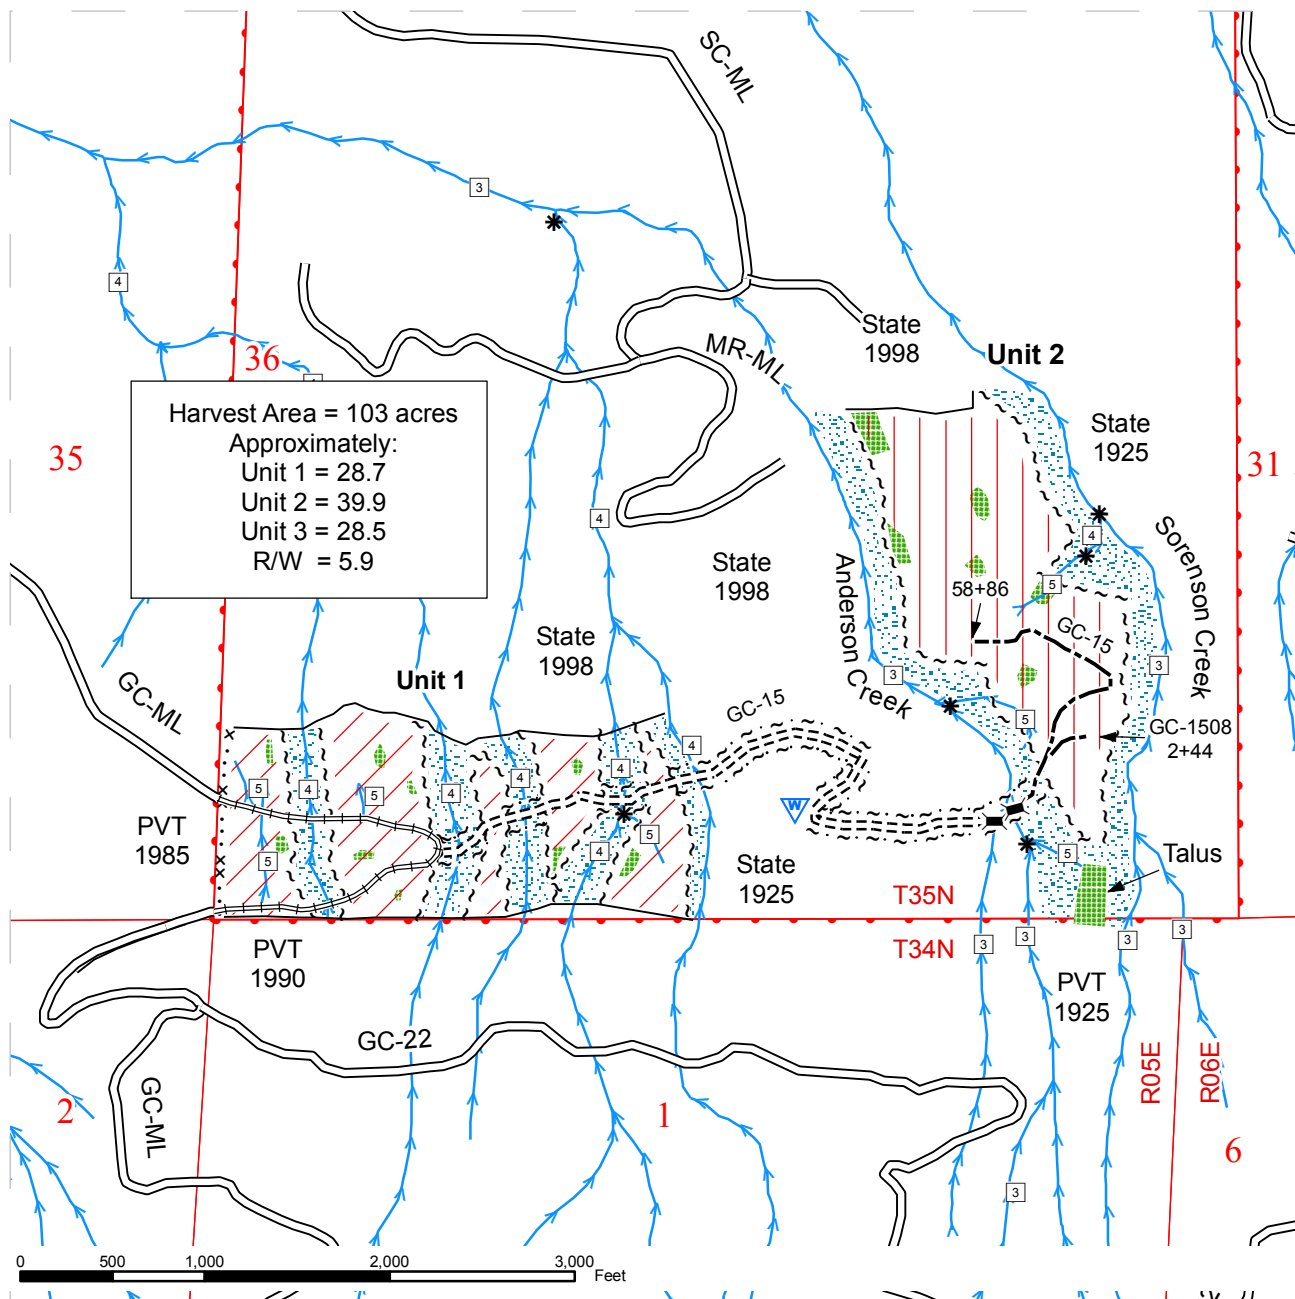 SC-ML
3
4
State
1998
36
MR-ML
Unit 2
Harvest Area = 103 acres
Approximately:
Unit 1 = 28.7
Unit 2 = 39.9
Unit 3 = 28.5
R/W = 5.9
State
1925
35
31
4
4
Sorenson Creek
State
1998
Anderson Creek
58+86
5
GC-15
State
1998
Unit 1
GC-ML
3
3
GC-15
5
GC-1508
2+44
4
4
4
5
4
5
4
W
PVT
1985
5
4
5
5
Talus
State
1925
T35N
T34N
3
3
3
3
PVT
1990
PVT
1925
GC-22
R05E
R06E
GC-ML
2
1
6
3
0
500
1,000
2,000
3,000
Feet